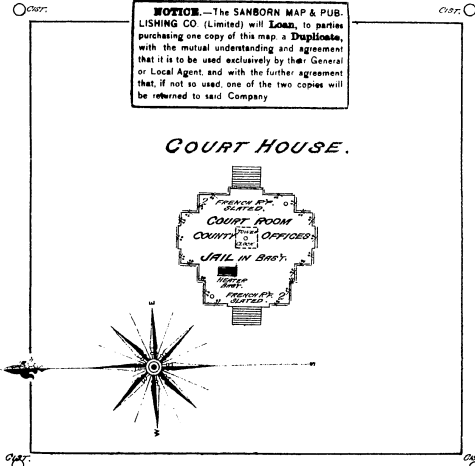 CIST.
CIST.
NOTICE.—The SANBORN MAP & PUB-
LISHING CO. (Limited) will Loan, to parties
purchasing one copy of this map, a Duplicate,
with the mutual understanding and agreement
that it is to be used exclusively by their General
or Local Agent, and with the further agreement
that, if not so used, one of the two copies will
be returned to said Company
COURT HOUSE.
FRENCH RF.
SLATED.
COURT ROOM
COUNTY OFFICES
TOWER
CLOCK
JAIL IN BAST.
HEATER
BAST.
FRENCH RF.
SLATED.
E
S
W
CIST.